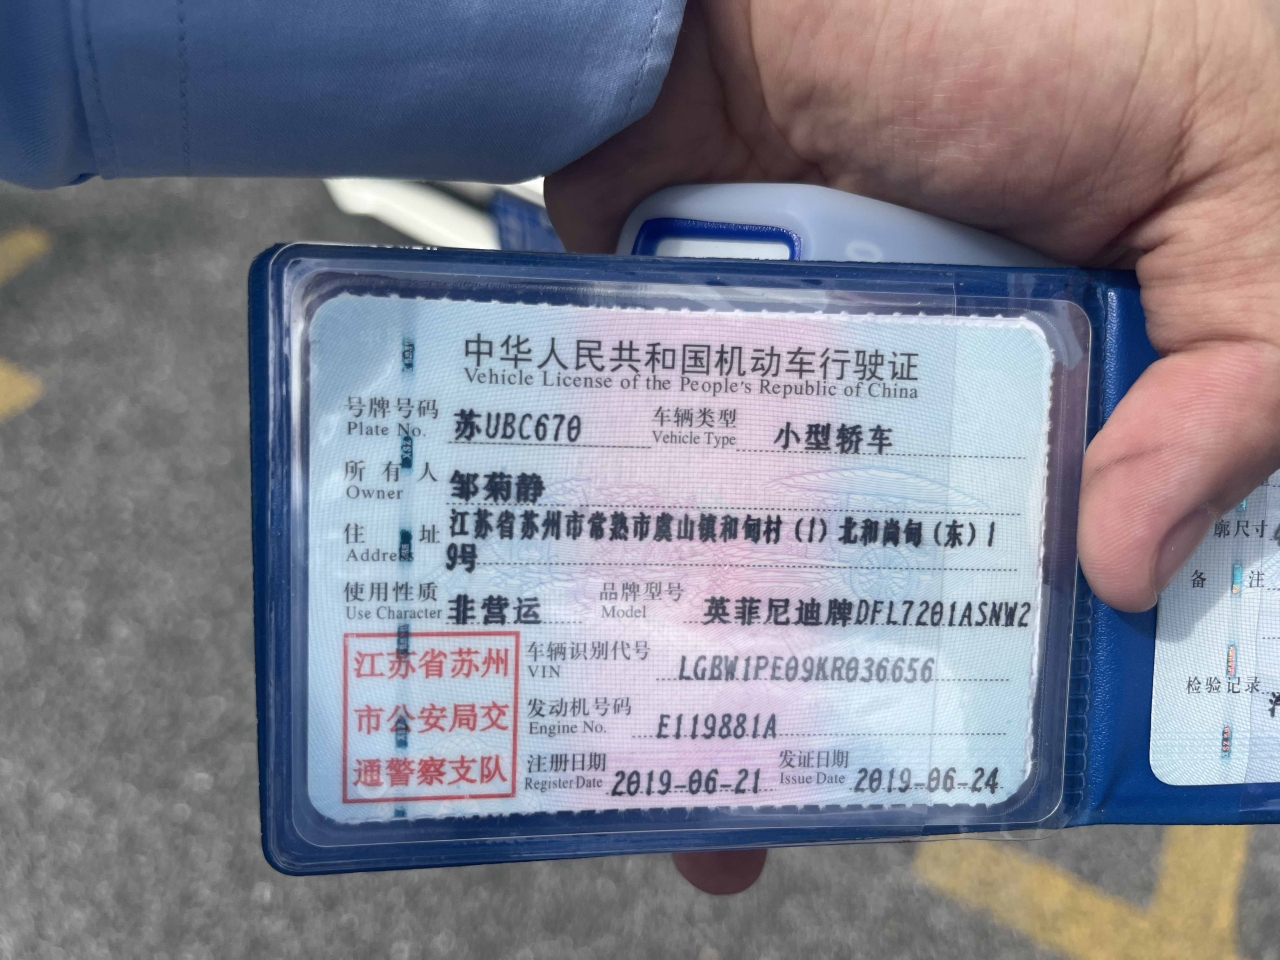 中华人民共和国机动车行驶证
Vehicle License of the People's Republic of China
号牌号码 苏UBC670 车辆类型 小型轿车
Plate No. Vehicle Type
所有人 邹菊静
Owner
住址 江苏省苏州市常熟市虞山镇和甸村（1）北和尚甸（东）1
Address 9号
使用性质 非营运 品牌型号 英菲尼迪牌DFL7201ASNW2
Use Character Model
江苏省苏州
市公安局交
通警察支队
车辆识别代号 LGBW1PE09KR036656
VIN
发动机号码 E119881A
Engine No.
注册日期 2019-06-21 发证日期 2019-06-24
Register Date Issue Date
廓尺寸
备注
检验记录